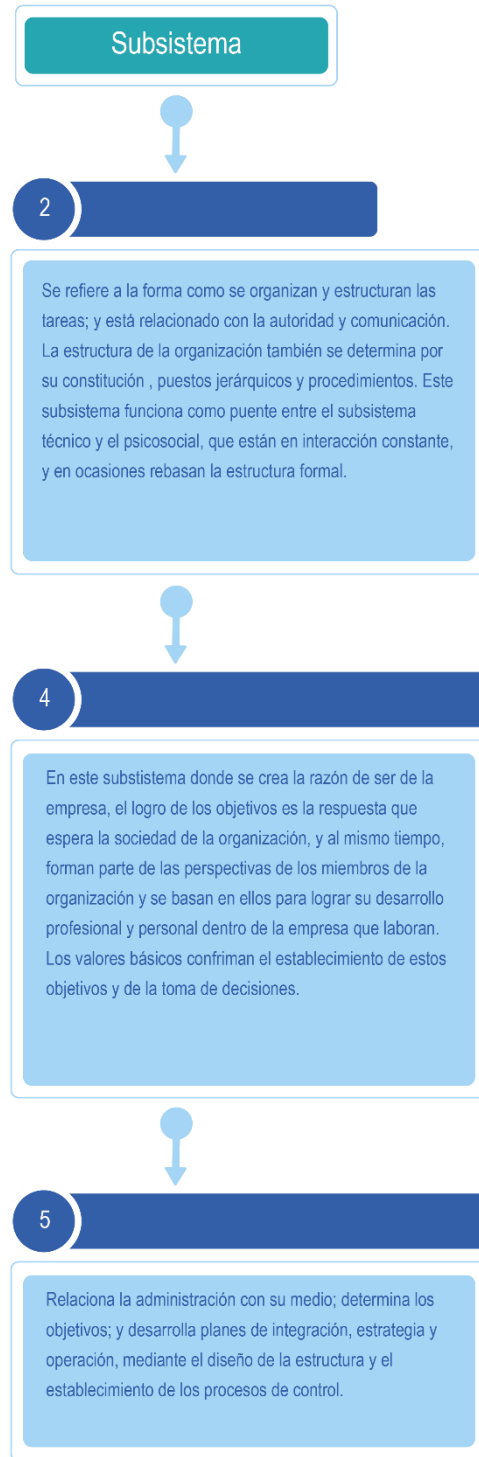 Subsistema
2
Se refiere a la forma como se organizan y estructuran las
tareas; y está relacionado con la autoridad y comunicación.
La estructura de la organización también se determina por
su constitución , puestos jerárquicos y procedimientos. Este
subsistema funciona como puente entre el subsistema
técnico y el psicosocial, que están en interacción constante,
y en ocasiones rebasan la estructura formal.
4
En este substistema donde se crea la razón de ser de la
empresa, el logro de los objetivos es la respuesta que
espera la sociedad de la organización, y al mismo tiempo,
forman parte de las perspectivas de los miembros de la
organización y se basan en ellos para lograr su desarrollo
profesional y personal dentro de la empresa que laboran.
Los valores básicos confriman el establecimiento de estos
objetivos y de la toma de decisiones.
5
Relaciona la administración con su medio; determina los
objetivos; y desarrolla planes de integración, estrategia y
operación, mediante el diseño de la estructura y el
establecimiento de los procesos de control.